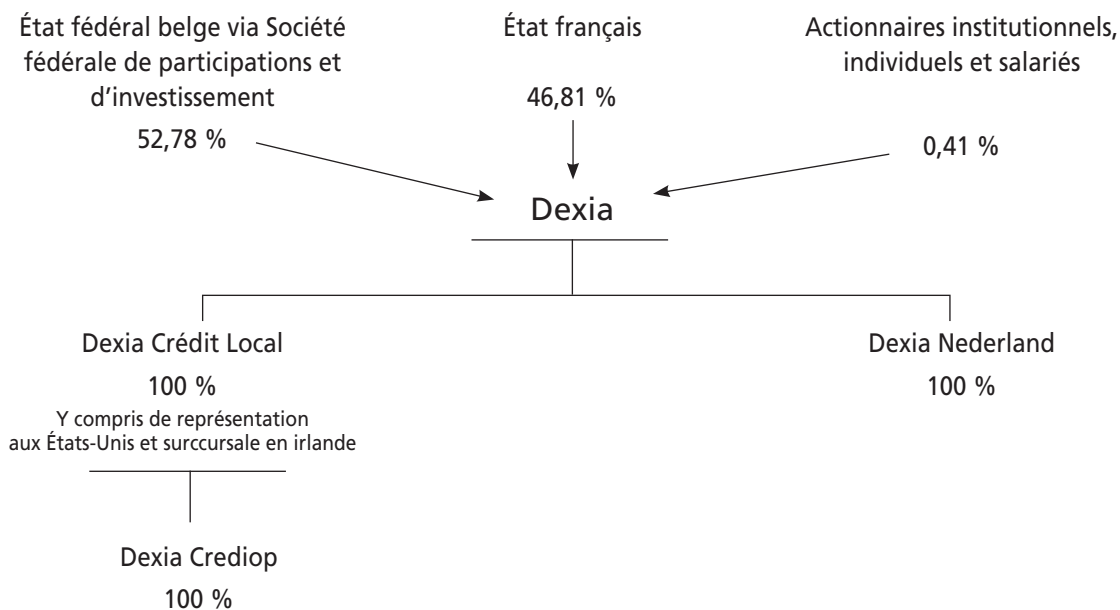 État fédéral belge via Société
fédérale de participations et
d'investissement
52,78 %
État français
46,81 %
Actionnaires institutionnels,
individuels et salariés
0,41 %
Dexia
Dexia Crédit Local
100 %
Y compris de représentation
aux États-Unis et surccursale en irlande
Dexia Nederland
100 %
Dexia Crediop
100 %